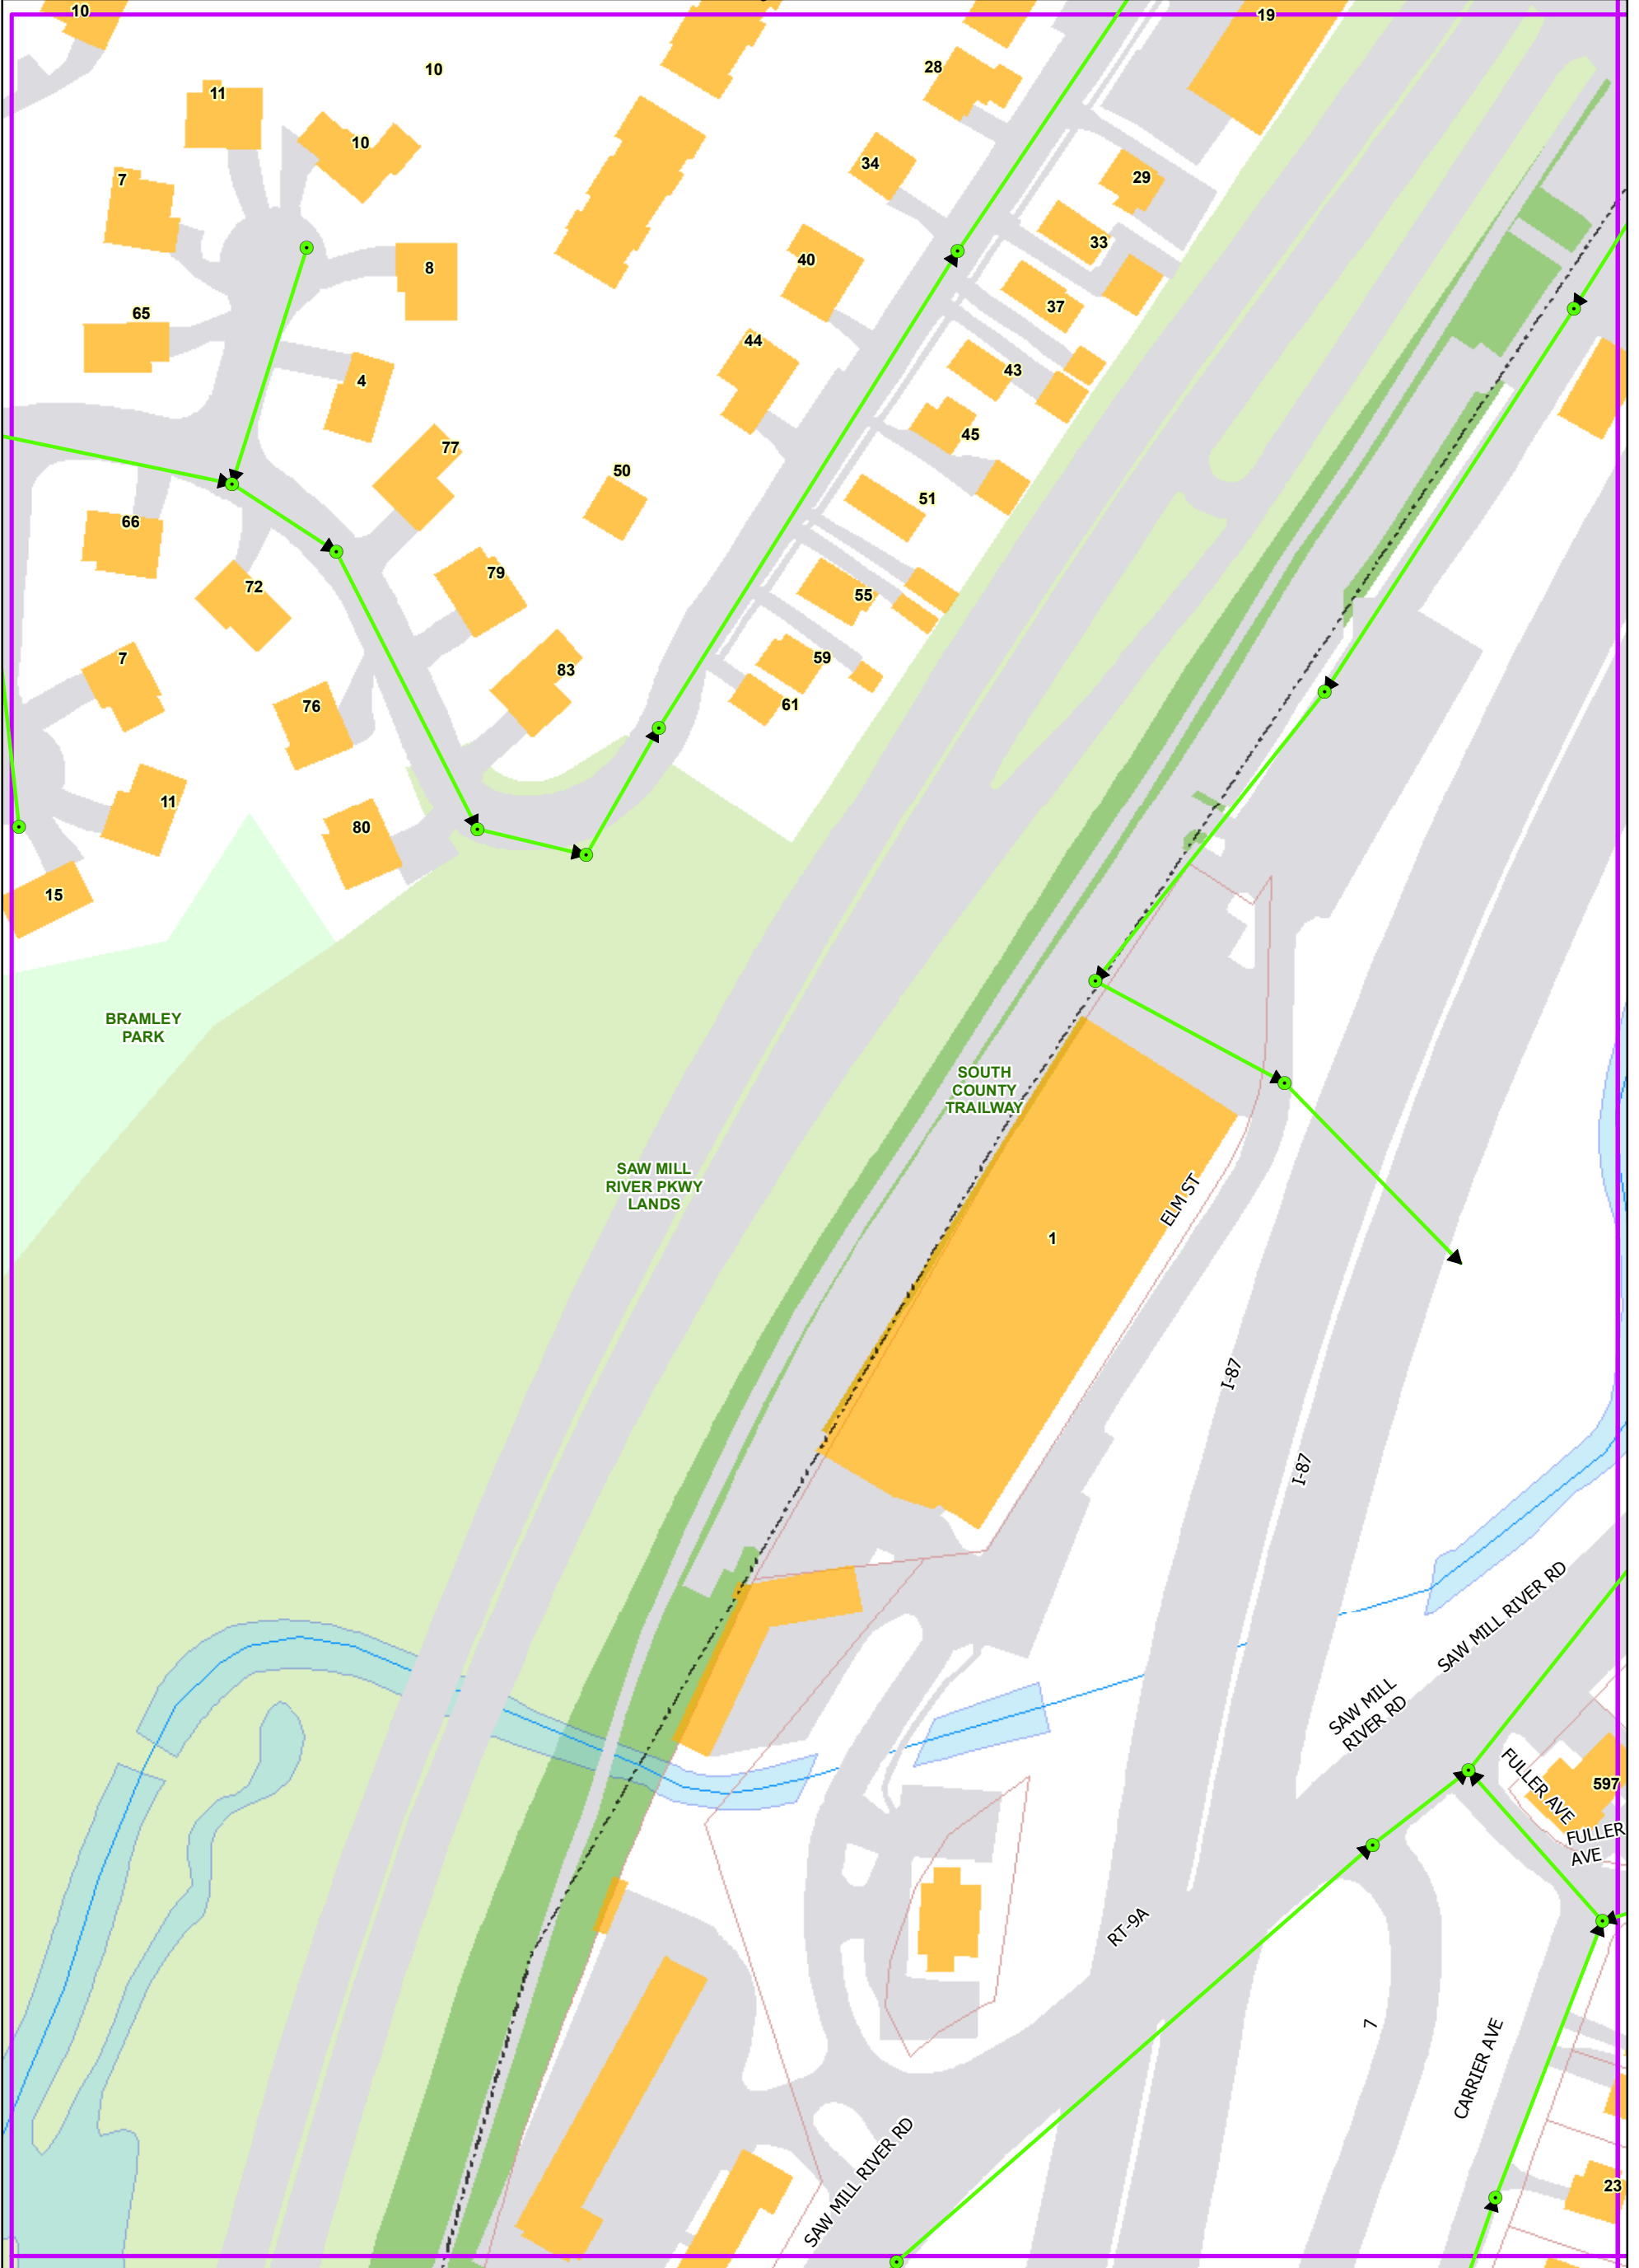 10
19
10
28
11
10
34
29
7
33
40
8
37
65
44
43
4
45
77
50
51
66
79
72
55
7
59
83
61
76
11
80
15
BRAMLEY
PARK
SOUTH
COUNTY
TRAILWAY
SAW MILL
RIVER PKWY
LANDS
ELM ST
1
I-87
I-87
SAW MILL RIVER RD
SAW MILL
RIVER RD
FULLER AVE
597
FULLER
AVE
RT-9A
7
CARRIER AVE
SAW MILL RIVER RD
23